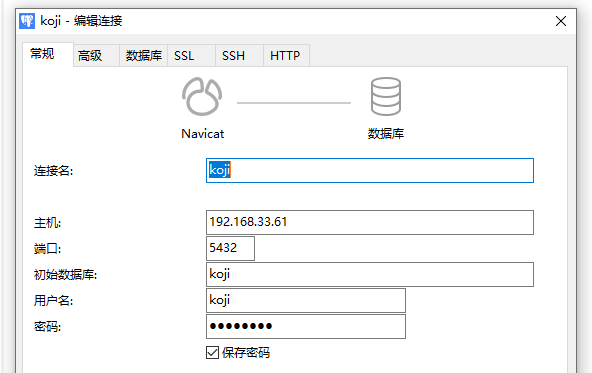 koji - 编辑连接
常规 高级 数据库 SSL SSH HTTP
Navicat 数据库
连接名: koji
主机: 192.168.33.61
端口: 5432
初始数据库: koji
用户名: koji
密码: ●●●●●●●●
保存密码